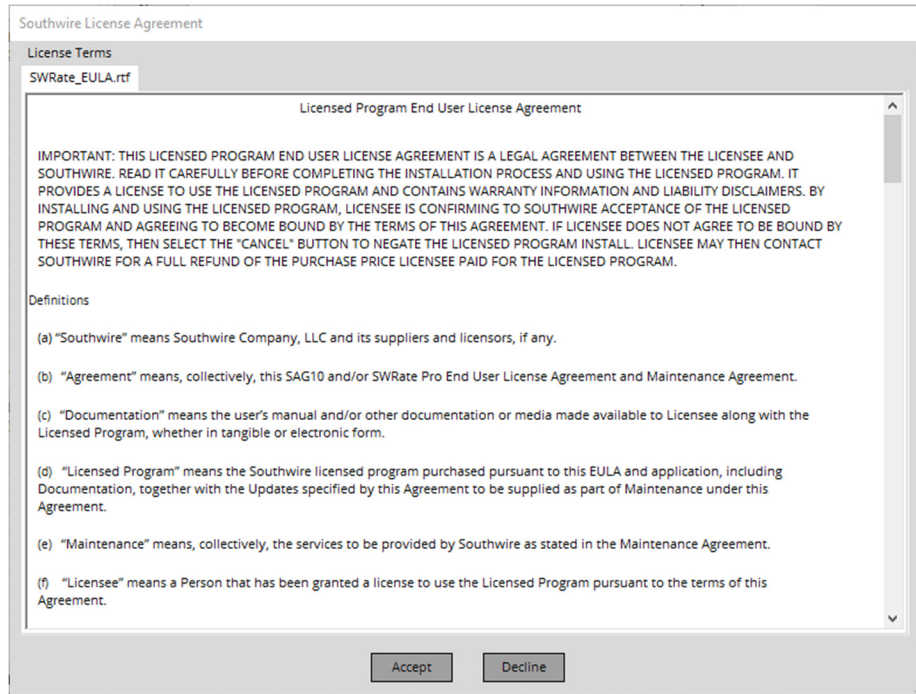 Southwire License Agreement
License Terms
SWRate_EULA.rtf
Licensed Program End User License Agreement
IMPORTANT: THIS LICENSED PROGRAM END USER LICENSE AGREEMENT IS A LEGAL AGREEMENT BETWEEN THE LICENSEE AND
SOUTHWIRE. READ IT CAREFULLY BEFORE COMPLETING THE INSTALLATION PROCESS AND USING THE LICENSED PROGRAM. IT
PROVIDES A LICENSE TO USE THE LICENSED PROGRAM AND CONTAINS WARRANTY INFORMATION AND LIABILITY DISCLAIMERS. BY
INSTALLING AND USING THE LICENSED PROGRAM, LICENSEE IS CONFIRMING TO SOUTHWIRE ACCEPTANCE OF THE LICENSED
PROGRAM AND AGREEING TO BECOME BOUND BY THE TERMS OF THIS AGREEMENT. IF LICENSEE DOES NOT AGREE TO BE BOUND BY
THESE TERMS, THEN SELECT THE "CANCEL" BUTTON TO NEGATE THE LICENSED PROGRAM INSTALL. LICENSEE MAY THEN CONTACT
SOUTHWIRE FOR A FULL REFUND OF THE PURCHASE PRICE LICENSEE PAID FOR THE LICENSED PROGRAM.
Definitions
(a) “Southwire” means Southwire Company, LLC and its suppliers and licensors, if any.
(b) “Agreement” means, collectively, this SAG10 and/or SWRate Pro End User License Agreement and Maintenance Agreement.
(c) “Documentation” means the user’s manual and/or other documentation or media made available to Licensee along with the
Licensed Program, whether in tangible or electronic form.
(d) “Licensed Program” means the Southwire licensed program purchased pursuant to this EULA and application, including
Documentation, together with the Updates specified by this Agreement to be supplied as part of Maintenance under this
Agreement.
(e) “Maintenance” means, collectively, the services to be provided by Southwire as stated in the Maintenance Agreement.
(f) “Licensee” means a Person that has been granted a license to use the Licensed Program pursuant to the terms of this
Agreement.
Accept
Decline